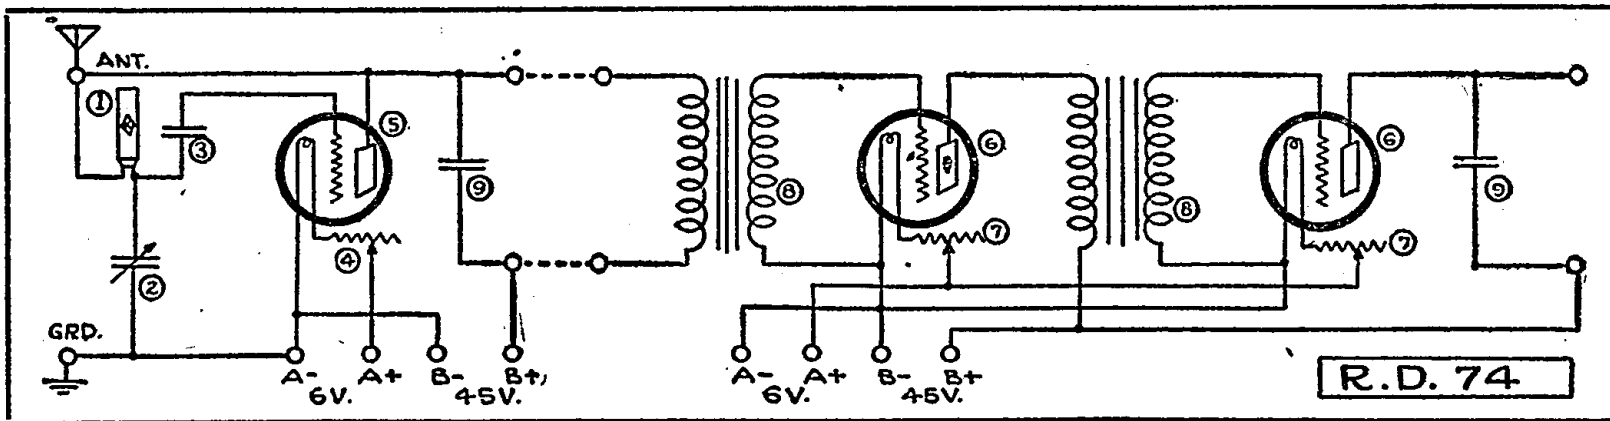 ANT.
1
3
5
9
8
6
8
6
9
4
7
7
2
GRD.
A- A+ B- B+
6V. 45V.
A- A+ B- B+
6V. 45V.
R.D. 74